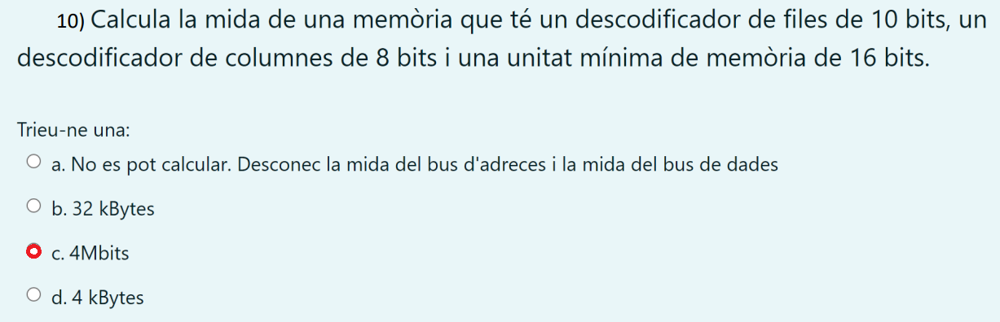 10) Calcula la mida de una memòria que té un descodificador de files de 10 bits, un
descodificador de columnes de 8 bits i una unitat mínima de memòria de 16 bits.
Trieu-ne una:
a. No es pot calcular. Desconec la mida del bus d'adreces i la mida del bus de dades
b. 32 kBytes
c. 4Mbits
d. 4 kBytes